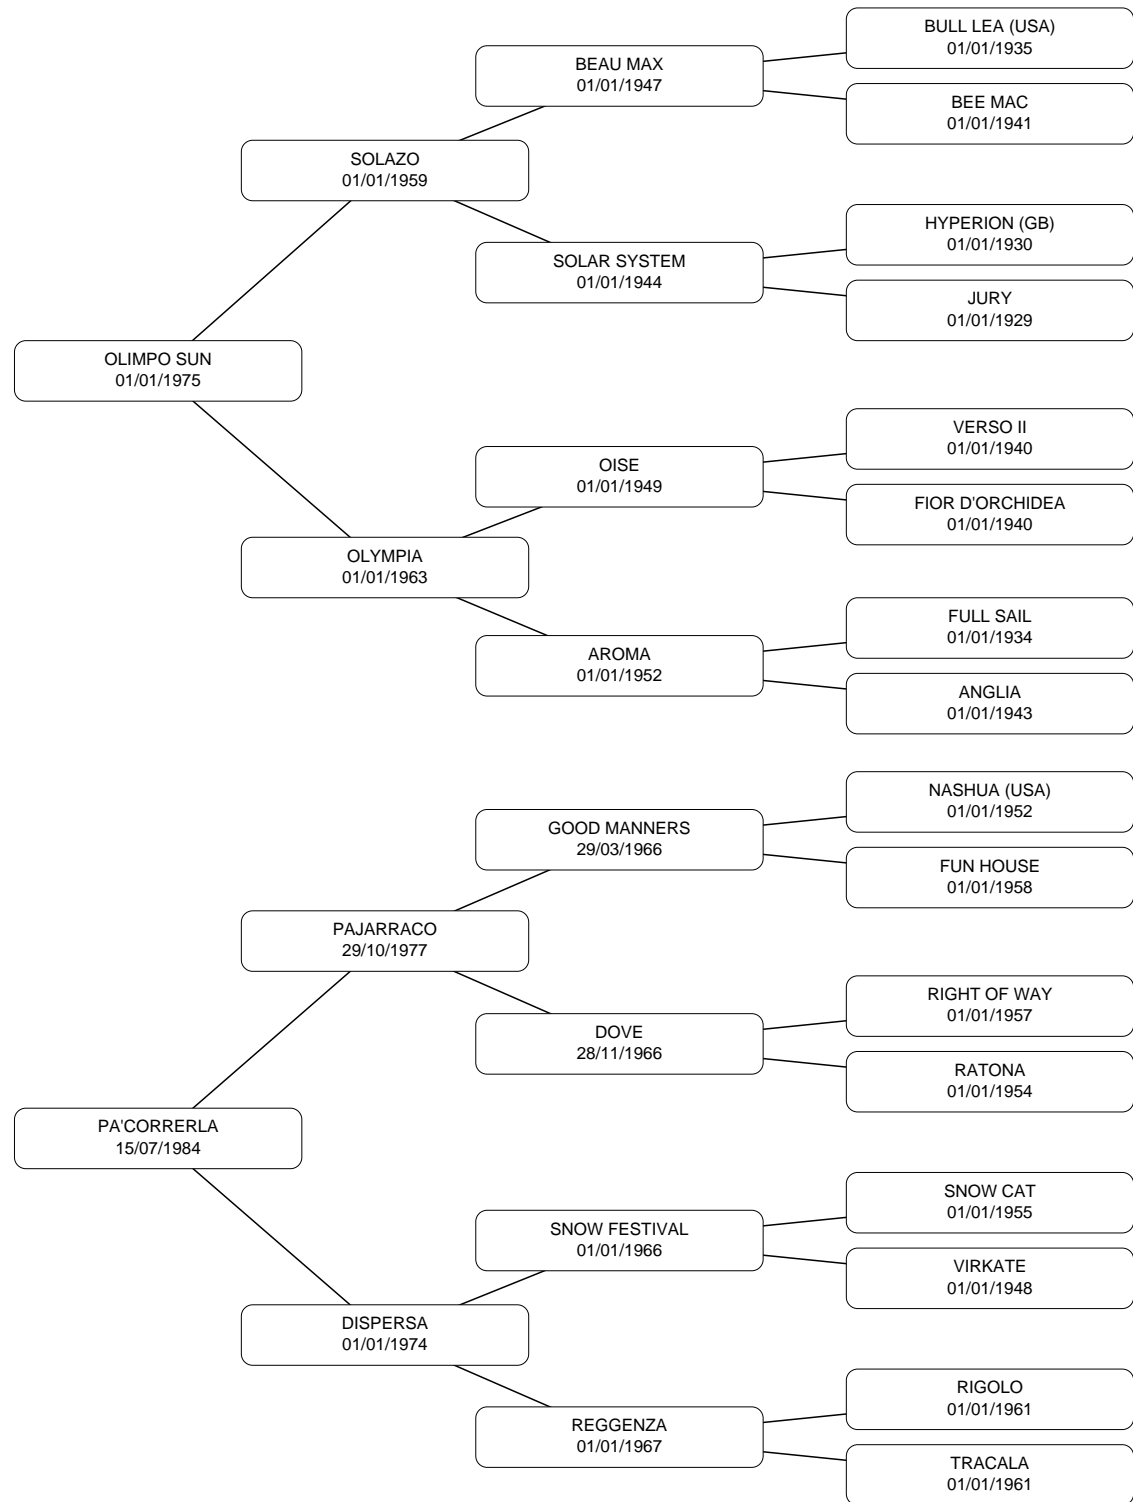 BULL LEA (USA)
01/01/1935
BEAU MAX
01/01/1947
BEE MAC
01/01/1941
SOLAZO
01/01/1959
HYPERION (GB)
01/01/1930
SOLAR SYSTEM
01/01/1944
JURY
01/01/1929
OLIMPO SUN
01/01/1975
VERSO II
01/01/1940
OISE
01/01/1949
FIOR D'ORCHIDEA
01/01/1940
OLYMPIA
01/01/1963
FULL SAIL
01/01/1934
AROMA
01/01/1952
ANGLIA
01/01/1943
NASHUA (USA)
01/01/1952
GOOD MANNERS
29/03/1966
FUN HOUSE
01/01/1958
PAJARRACO
29/10/1977
RIGHT OF WAY
01/01/1957
DOVE
28/11/1966
RATONA
01/01/1954
PA'CORRERLA
15/07/1984
SNOW CAT
01/01/1955
SNOW FESTIVAL
01/01/1966
VIRKATE
01/01/1948
DISPERSA
01/01/1974
RIGOLO
01/01/1961
REGGENZA
01/01/1967
TRACALA
01/01/1961